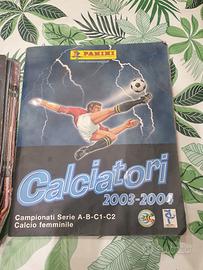 PANINI
Calciatori
2003-2004
Campionati Serie A-B-C1-C2
Calcio femminile